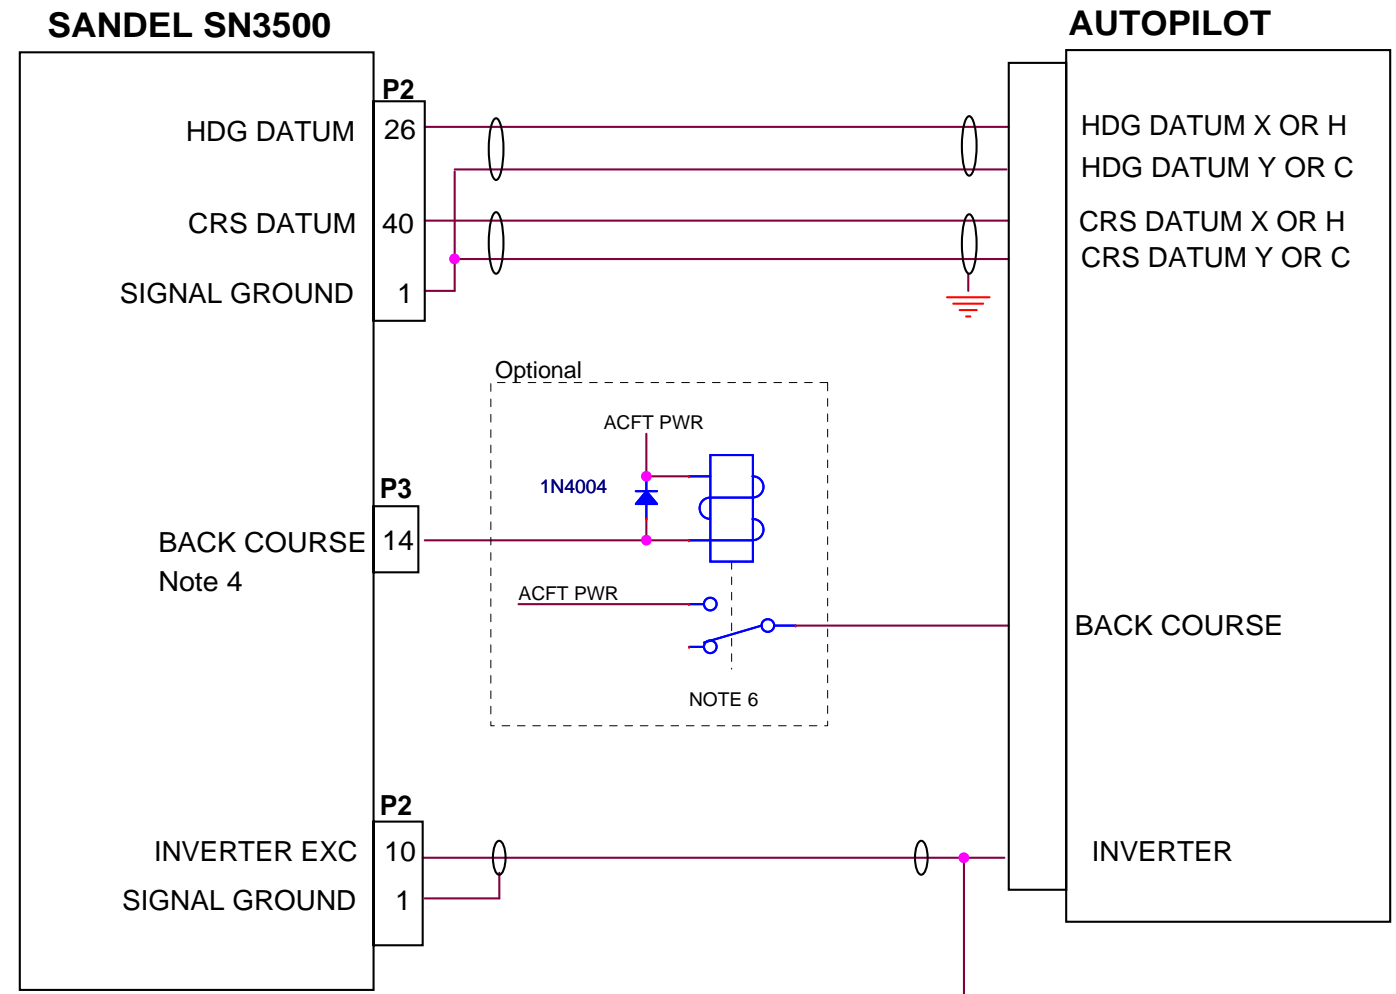 SANDEL SN3500
AUTOPILOT
P2
HDG DATUM 26
HDG DATUM X OR H
HDG DATUM Y OR C
CRS DATUM 40
CRS DATUM X OR H
CRS DATUM Y OR C
SIGNAL GROUND 1
Optional
ACFT PWR
1N4004
P3
BACK COURSE 14
Note 4
ACFT PWR
BACK COURSE
NOTE 6
P2
INVERTER EXC 10
INVERTER
SIGNAL GROUND 1